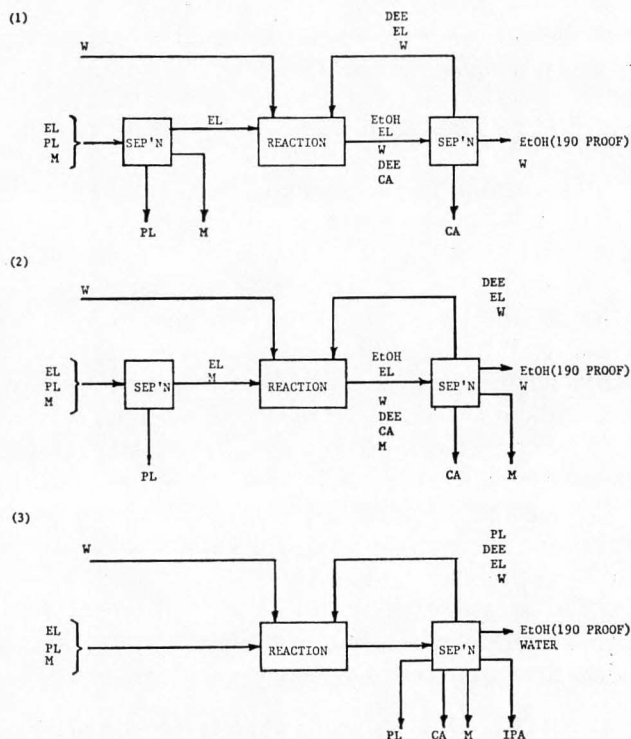 (1)
DEE
EL
W
W
EL
PL
M
SEP'N
EL
REACTION
EtOH
EL
W
DEE
CA
SEP'N
EtOH(190 PROOF)
W
PL
M
CA
(2)
W
DEE
EL
W
EL
PL
M
SEP'N
EL
M
REACTION
EtOH
EL
W
DEE
CA
M
SEP'N
EtOH(190 PROOF)
W
PL
CA
M
(3)
W
PL
DEE
EL
W
EL
PL
M
REACTION
SEP'N
EtOH(190 PROOF)
WATER
PL
CA
M
IPA